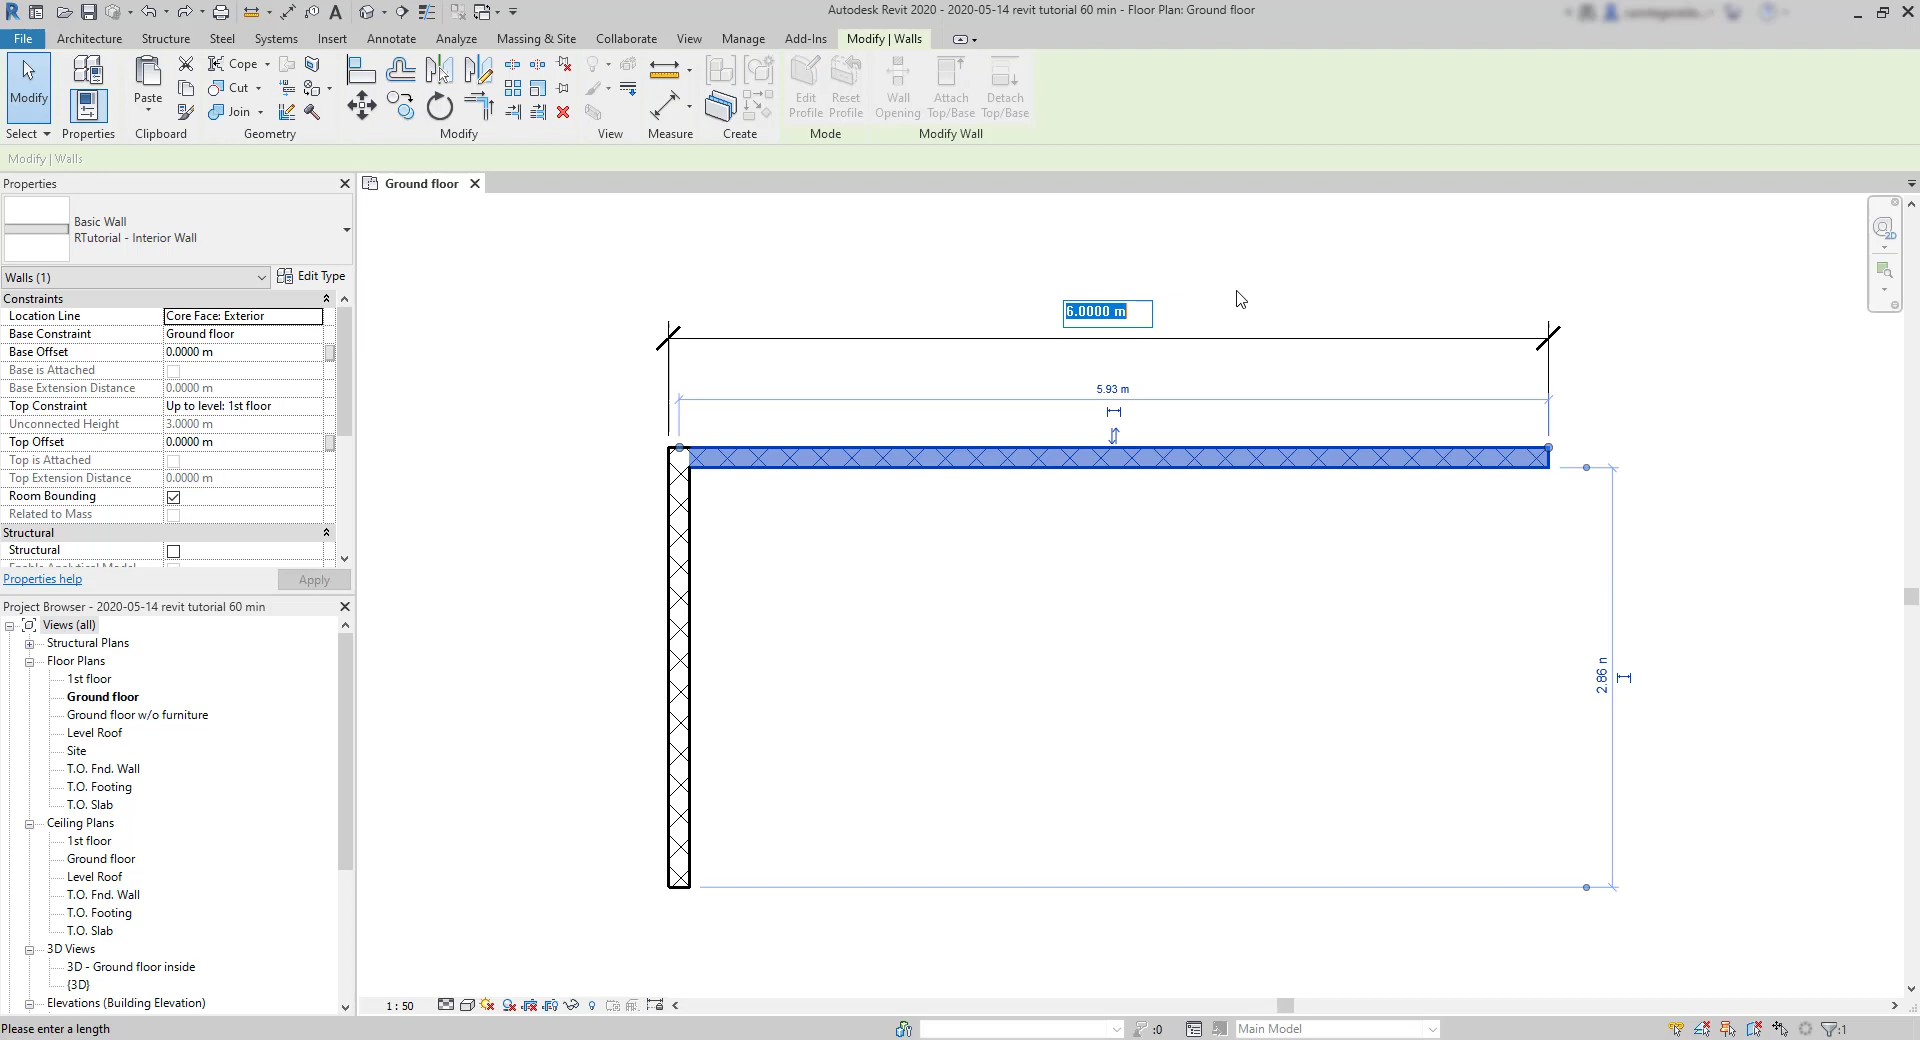 Autodesk Revit 2020 - 2020-05-14 revit tutorial 60 min - Floor Plan: Ground floor
File Architecture Structure Steel Systems Insert Annotate Analyze Massing & Site Collaborate View Manage Add-Ins Modify | Walls
Modify
Paste
Cope
Cut
Join
Edit Profile
Reset Profile
Wall Opening
Attach Top/Base
Detach Top/Base
Select Properties Clipboard Geometry Modify View Measure Create Mode Modify Wall
Modify | Walls
Properties
Ground floor
Basic Wall
RTutorial - Interior Wall
Walls (1)
Edit Type
Constraints
Location Line Core Face: Exterior
Base Constraint Ground floor
Base Offset 0.0000 m
Base is Attached
Base Extension Distance 0.0000 m
Top Constraint Up to level: 1st floor
Unconnected Height 3.0000 m
Top Offset 0.0000 m
Top is Attached
Top Extension Distance 0.0000 m
Room Bounding
Related to Mass
Structural
Structural
Enable Analytical Model
Properties help
Apply
6.0000 m
5.93 m
2.86 n
2D
Project Browser - 2020-05-14 revit tutorial 60 min
Views (all)
Structural Plans
Floor Plans
1st floor
Ground floor
Ground floor w/o furniture
Level Roof
Site
T.O. Fnd. Wall
T.O. Footing
T.O. Slab
Ceiling Plans
1st floor
Ground floor
Level Roof
T.O. Fnd. Wall
T.O. Footing
T.O. Slab
3D Views
3D - Ground floor inside
{3D}
Elevations (Building Elevation)
1 : 50
Please enter a length
:0
Main Model
:1